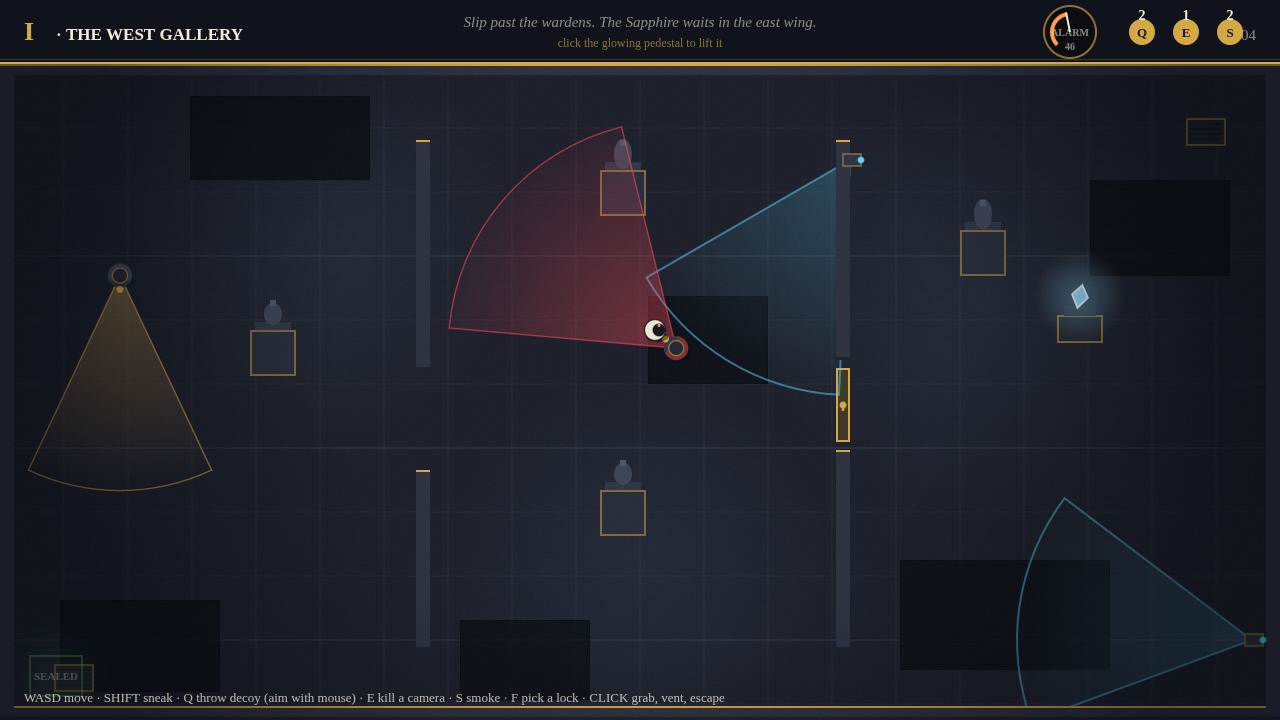 I · THE WEST GALLERY
Slip past the wardens. The Sapphire waits in the east wing.
click the glowing pedestal to lift it
ALARM
46
2 1 2
Q E S
04
SEALED
WASD move · SHIFT sneak · Q throw decoy (aim with mouse) · E kill a camera · S smoke · F pick a lock · CLICK grab, vent, escape